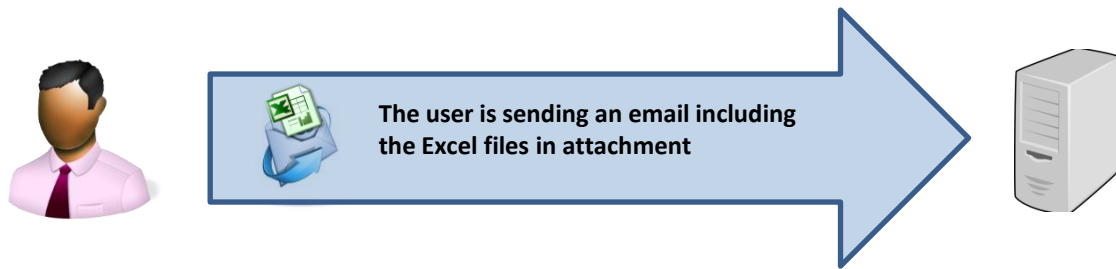 The user is sending an email including
the Excel files in attachment